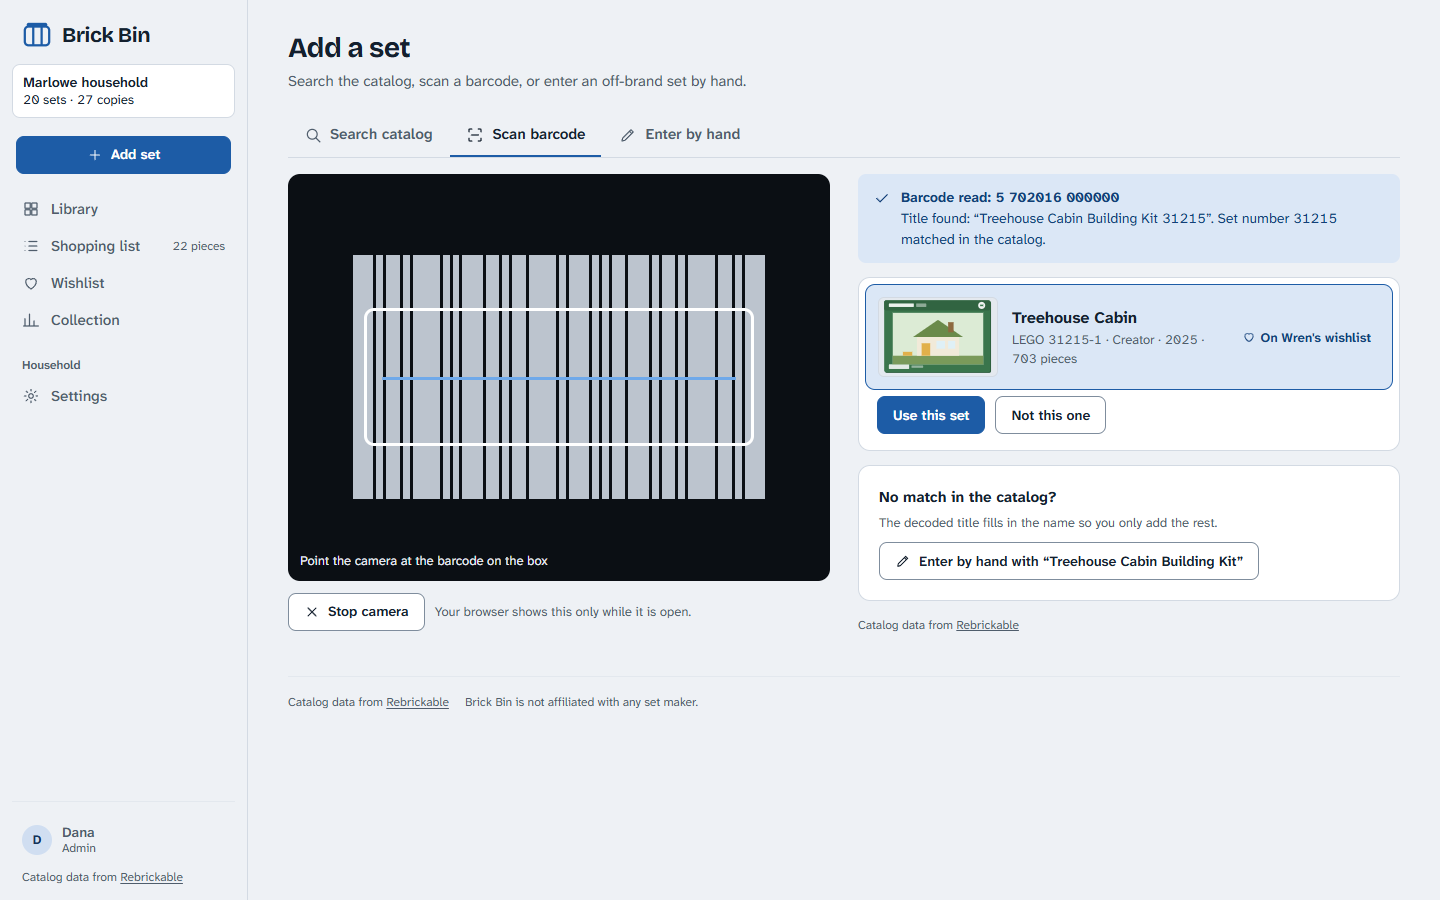 Brick Bin
Marlowe household
20 sets · 27 copies
Add set
Library
Shopping list 22 pieces
Wishlist
Collection
Household
Settings
D
Dana
Admin
Catalog data from Rebrickable
Add a set
Search the catalog, scan a barcode, or enter an off-brand set by hand.
Search catalog
Scan barcode
Enter by hand
Point the camera at the barcode on the box
Stop camera
Your browser shows this only while it is open.
Barcode read: 5 702016 000000
Title found: “Treehouse Cabin Building Kit 31215”. Set number 31215
matched in the catalog.
Treehouse Cabin
LEGO 31215-1 · Creator · 2025 ·
703 pieces
On Wren's wishlist
Use this set
Not this one
No match in the catalog?
The decoded title fills in the name so you only add the rest.
Enter by hand with “Treehouse Cabin Building Kit”
Catalog data from Rebrickable
Catalog data from Rebrickable
Brick Bin is not affiliated with any set maker.